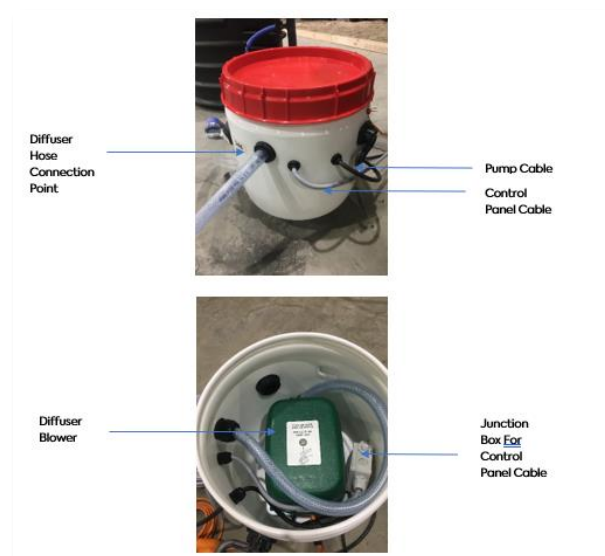 Diffuser
Hose
Connection
Point
Pump Cable
Control
Panel Cable
Diffuser
Blower
Junction
Box For
Control
Panel Cable